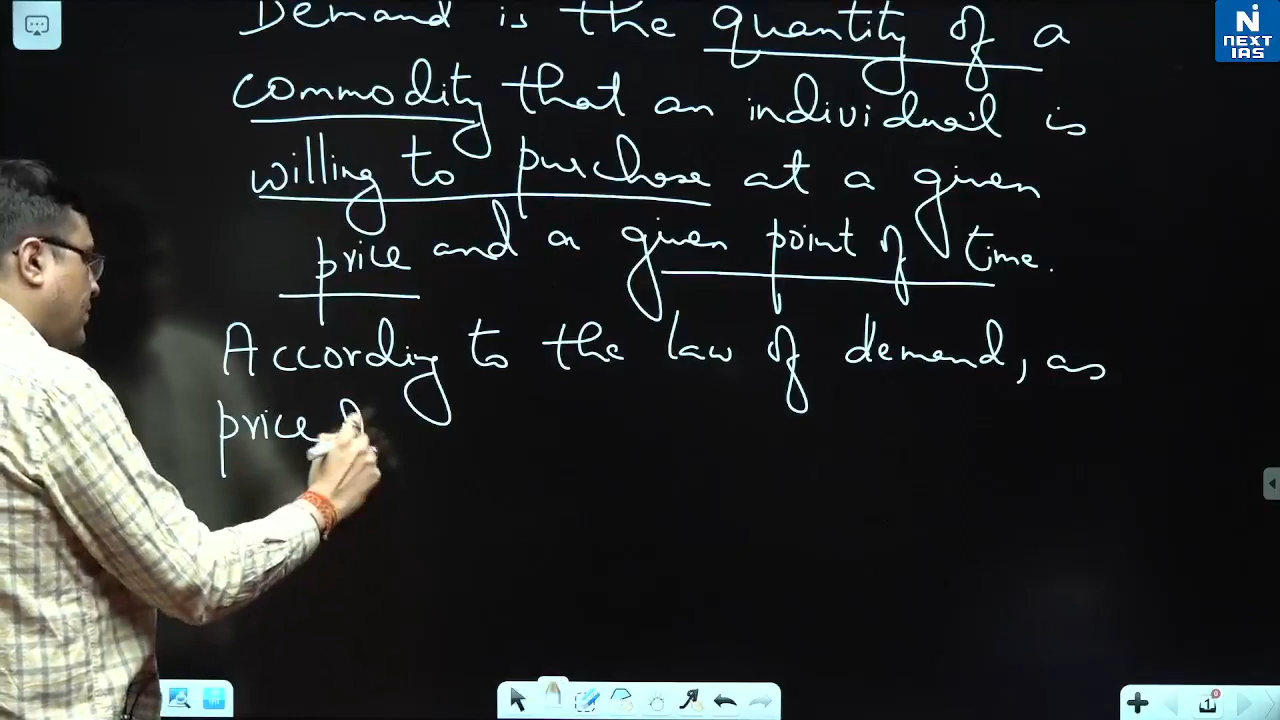 Demand is the quantity of a
commodity that an individual is
willing to purchase at a given
price and a given point of time.
According to the law of demand, as
price
NEXT
IAS
1